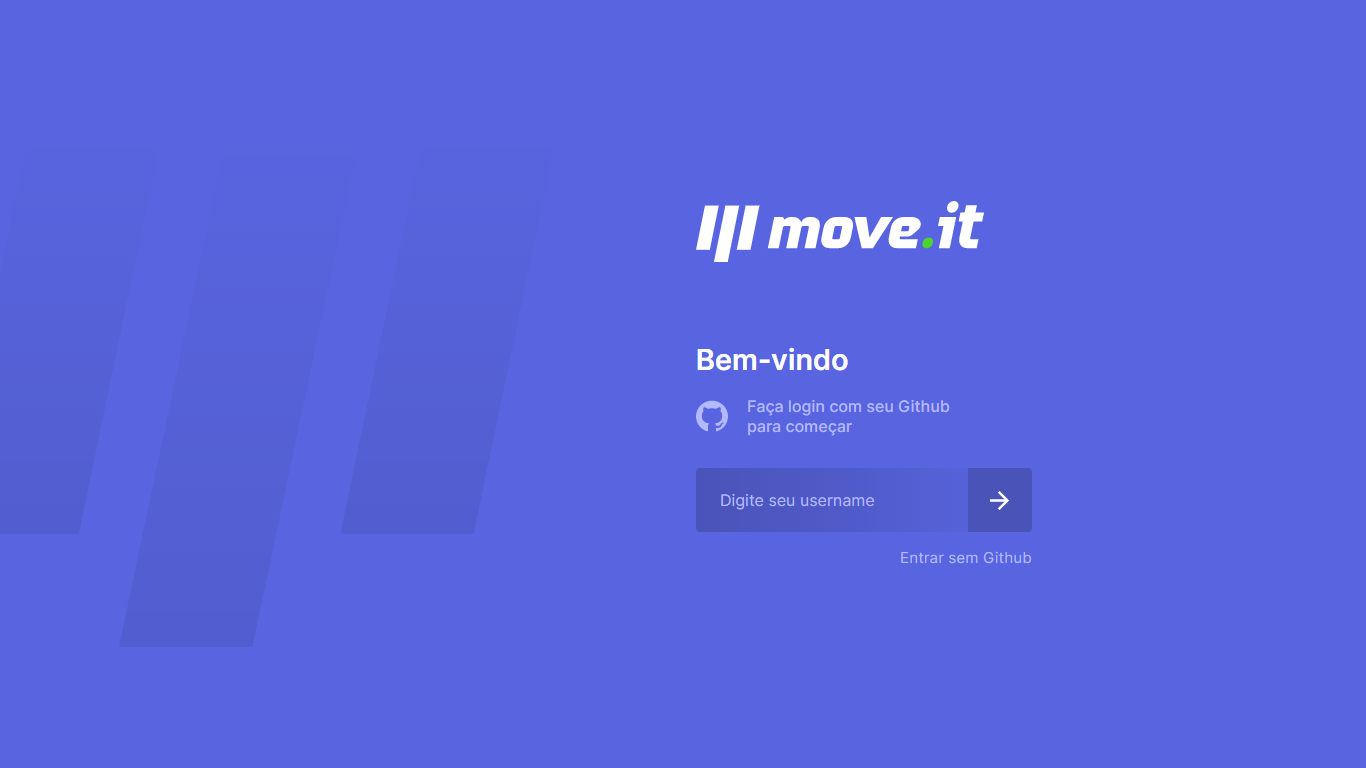 move.it
Bem-vindo
Faça login com seu Github
para começar
Digite seu username
Entrar sem Github